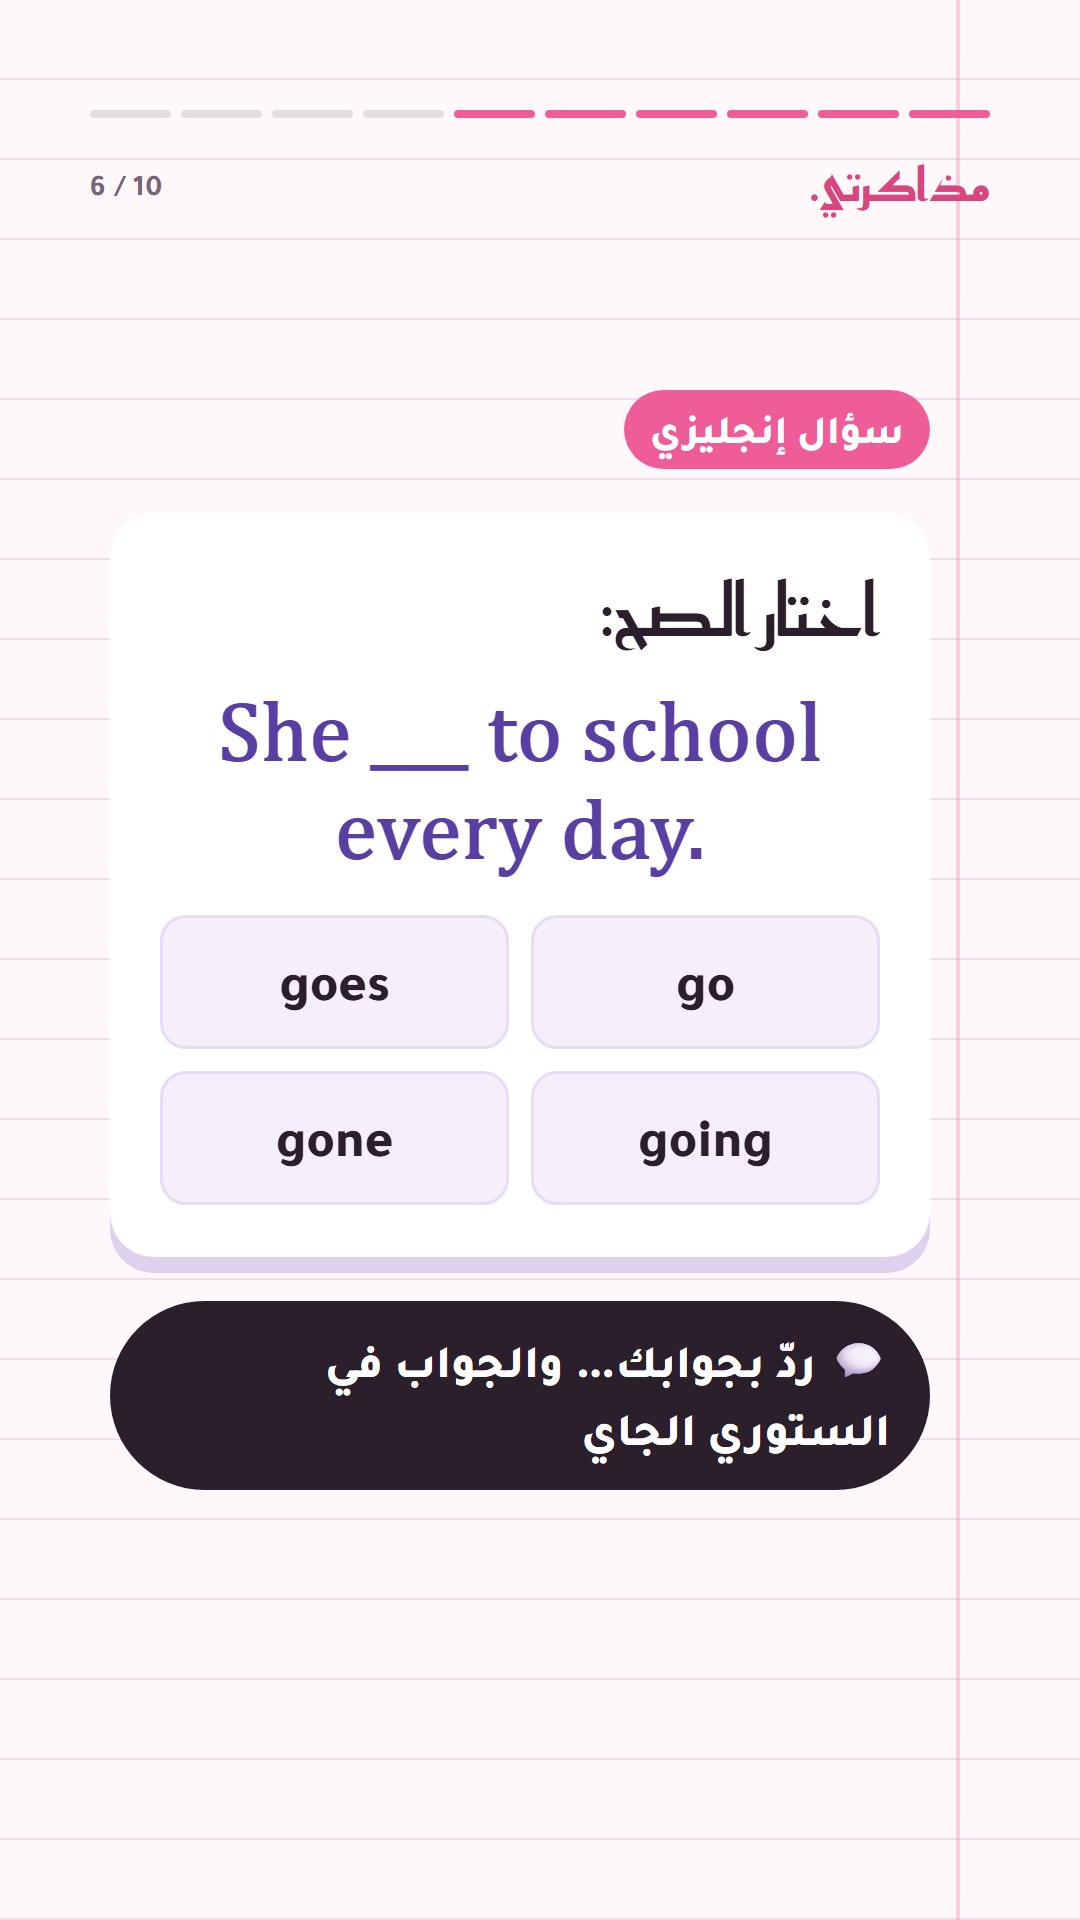 مذاكرتي.
6 / 10
سؤال إنجليزي
اختار الصح:
She ___ to school
every day.
go
goes
going
gone
💬 ردّ بجوابك... والجواب في
الستوري الجاي